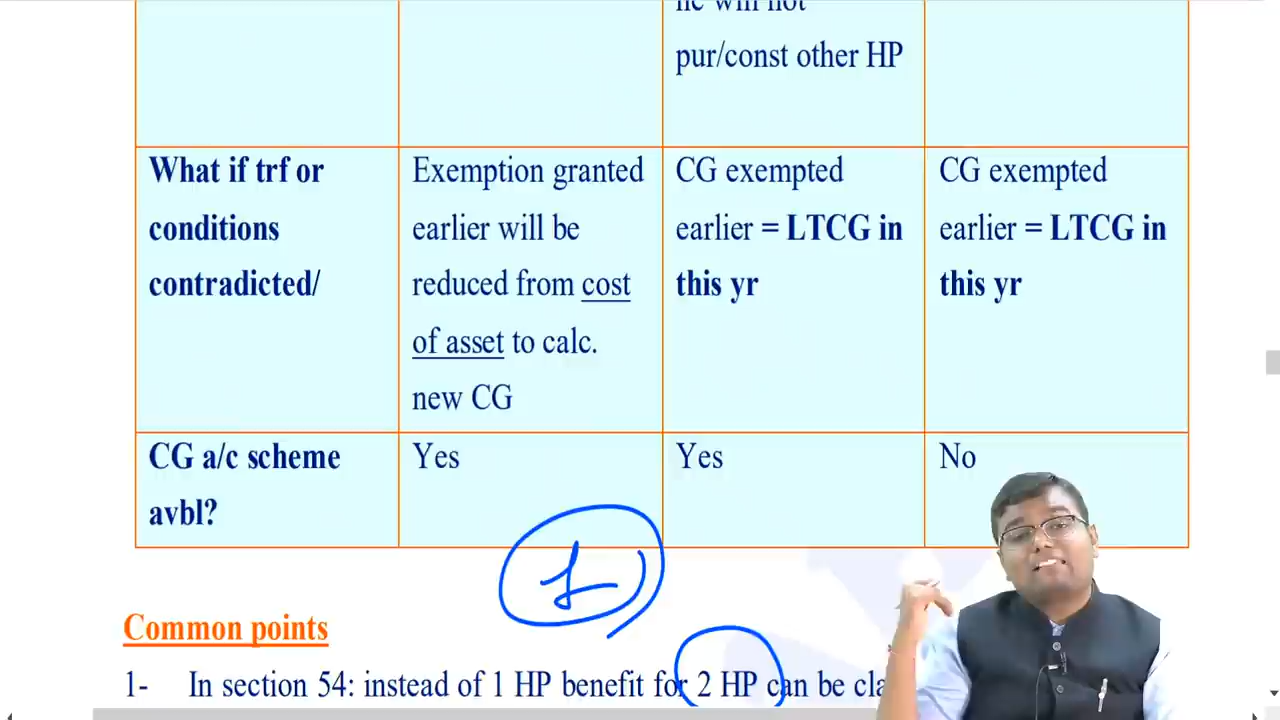 he will not
pur/const other HP
What if trf or
conditions
contradicted/
Exemption granted
earlier will be
reduced from cost
of asset to calc.
new CG
CG exempted
earlier = LTCG in
this yr
CG exempted
earlier = LTCG in
this yr
CG a/c scheme
avbl?
Yes
Yes
No
Common points
1- In section 54: instead of 1 HP benefit for 2 HP can be